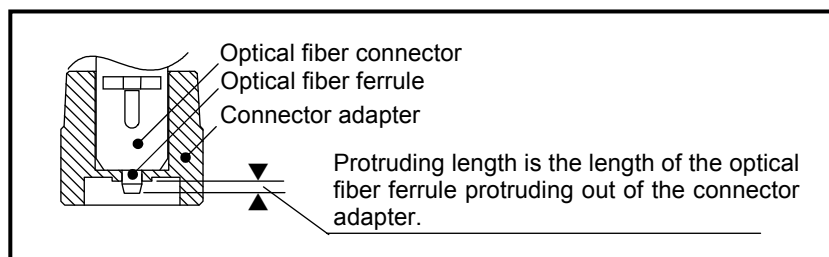 Optical fiber connector
Optical fiber ferrule
Connector adapter
Protruding length is the length of the optical
fiber ferrule protruding out of the connector
adapter.